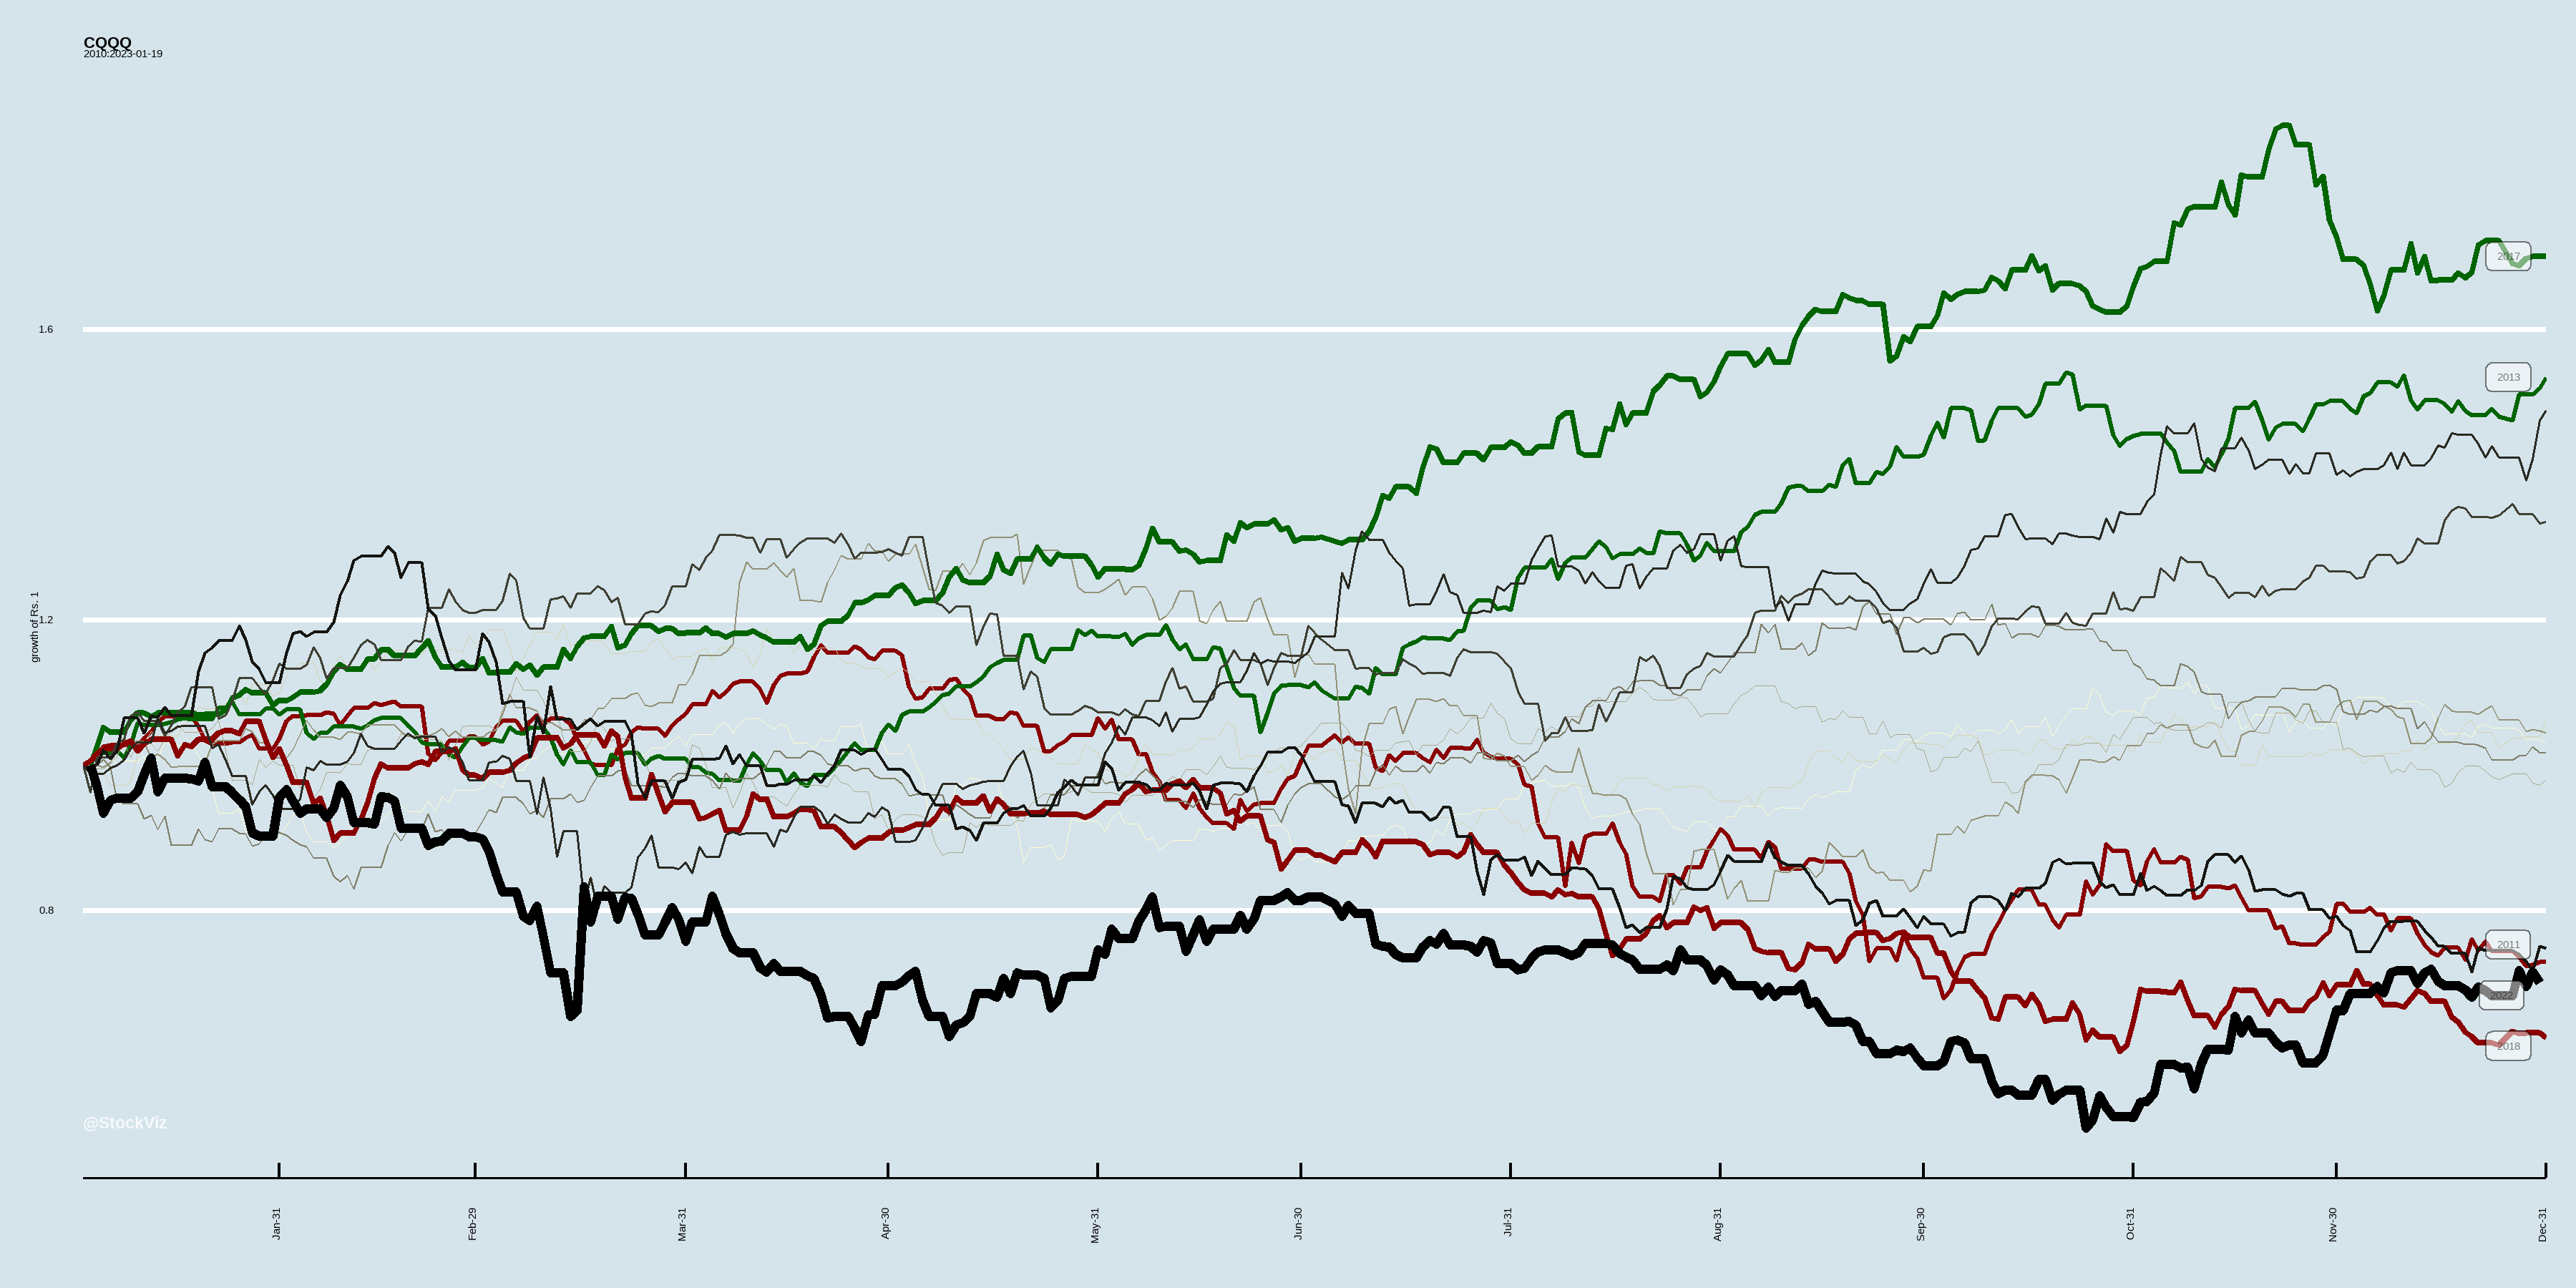 CQQQ
2010:2023-01-19
2017
1.6
2013
growth of Rs. 1
1.2
0.8
2011
2022
2018
@StockViz
Jan-31
Feb-29
Mar-31
Apr-30
May-31
Jun-30
Jul-31
Aug-31
Sep-30
Oct-31
Nov-30
Dec-31